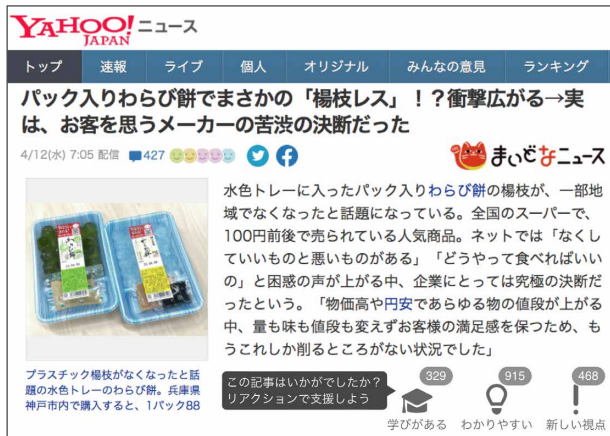 YAHOO! ニュース
JAPAN
トップ 速報 ライブ 個人 オリジナル みんなの意見 ランキング
パック入りわらび餅でまさかの「楊枝レス」！？衝撃広がる→実
は、お客を思うメーカーの苦渋の決断だった
4/12(水) 7:05 配信 427
まいどなニュース
水色トレーに入ったパック入りわらび餅の楊枝が、一部地
域でなくなったと話題になっている。全国のスーパーで、
100円前後で売られている人気商品。ネットでは「なくし
ていいものと悪いものがある」「どうやって食べればいい
の」と困惑の声が上がる中、企業にとっては究極の決断だ
ったという。「物価高や円安であらゆる物の値段が上がる
中、量も味も値段も変えずお客様の満足感を保つため、も
うこれしか削るところがない状況でした」
プラスチック楊枝がなくなったと話
題の水色トレーのわらび餅。兵庫県
神戸市内で購入すると、1パック88
この記事はいかがでしたか？
リアクションで支援しよう
329 915 468
学びがある わかりやすい 新しい視点